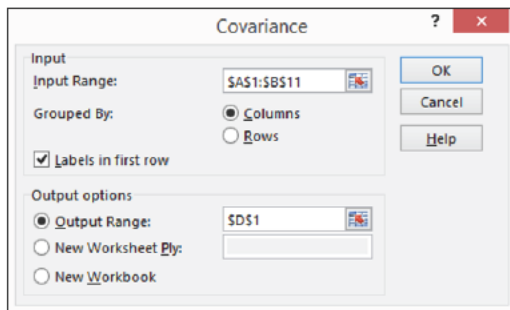 Covariance ? ×
Input
Input Range: $A$1:$B$11 OK
Grouped By: Columns Cancel
Rows Help
Labels in first row
Output options
Output Range: $D$1
New Worksheet Ply:
New Workbook